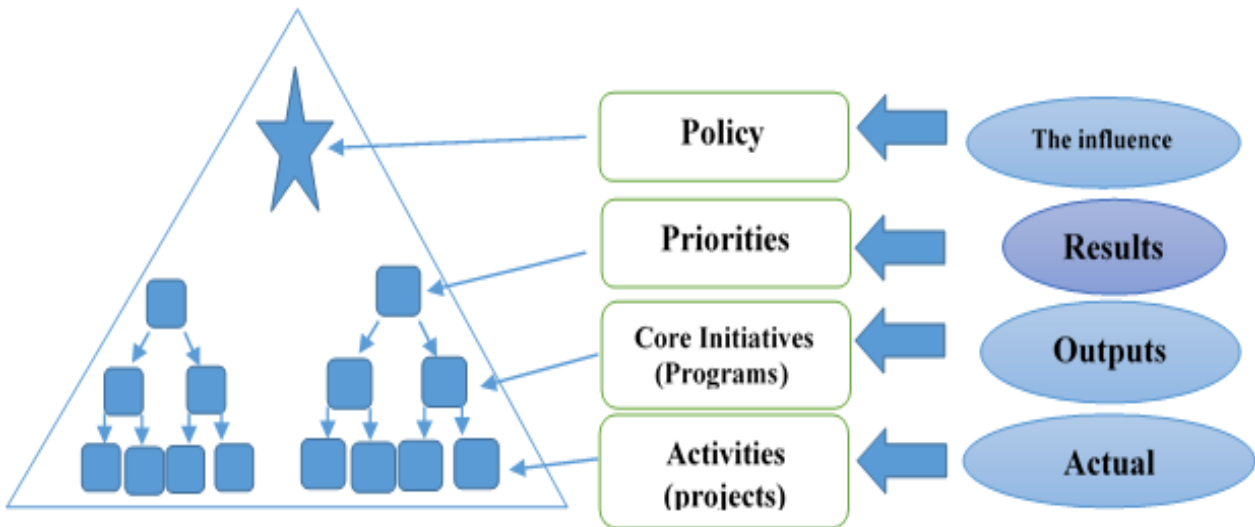 Policy
The influence
Priorities
Results
Core Initiatives
(Programs)
Outputs
Activities
(projects)
Actual